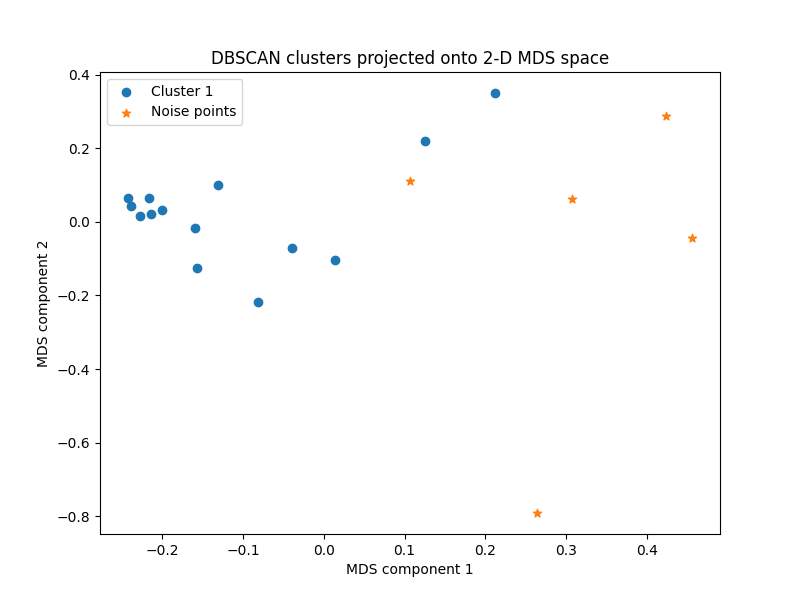 DBSCAN clusters projected onto 2-D MDS space
Cluster 1
Noise points
0.4
0.2
0.0
−0.2
−0.4
−0.6
−0.8
MDS component 2
−0.2
−0.1
0.0
0.1
0.2
0.3
0.4
MDS component 1